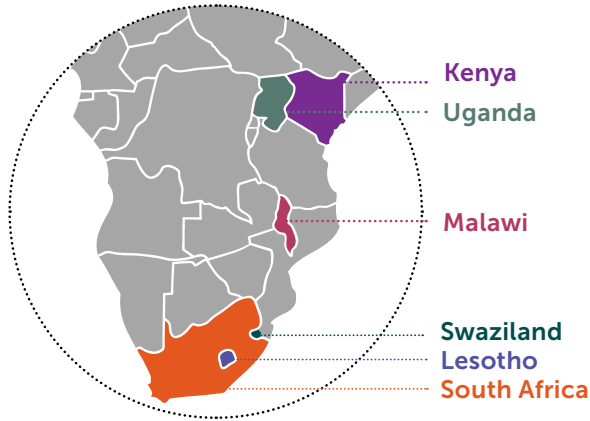 Kenya
Uganda
Malawi
Swaziland
Lesotho
South Africa